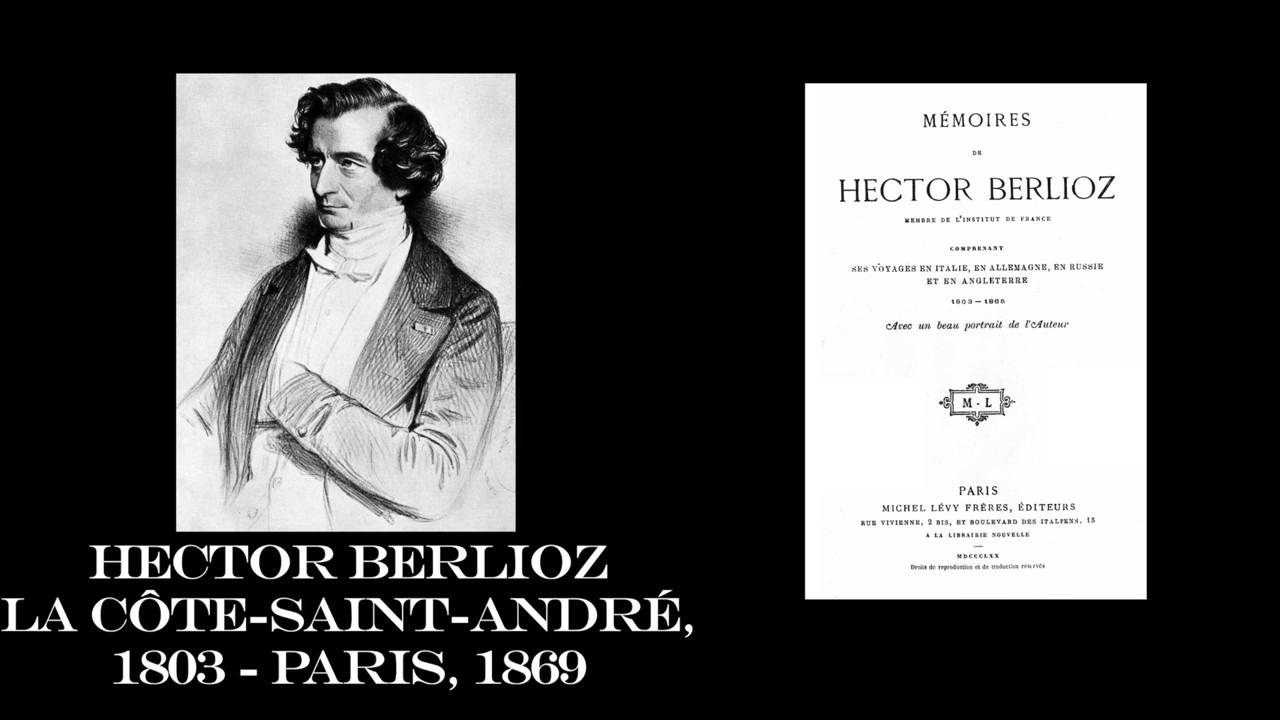 HECTOR BERLIOZ
LA CÔTE-SAINT-ANDRÉ,
1803 - PARIS, 1869
MÉMOIRES
DE
HECTOR BERLIOZ
MEMBRE DE L'INSTITUT DE FRANCE
COMPRENANT
SES VOYAGES EN ITALIE, EN ALLEMAGNE, EN RUSSIE
ET EN ANGLETERRE
1803 — 1865
Avec un beau portrait de l'Auteur
M - L
PARIS
MICHEL LÉVY FRÈRES, ÉDITEURS
RUE VIVIENNE, 2 BIS, ET BOULEVARD DES ITALIENS, 15
A LA LIBRAIRIE NOUVELLE
MDCCCLXX
Droits de reproduction et de traduction réservés